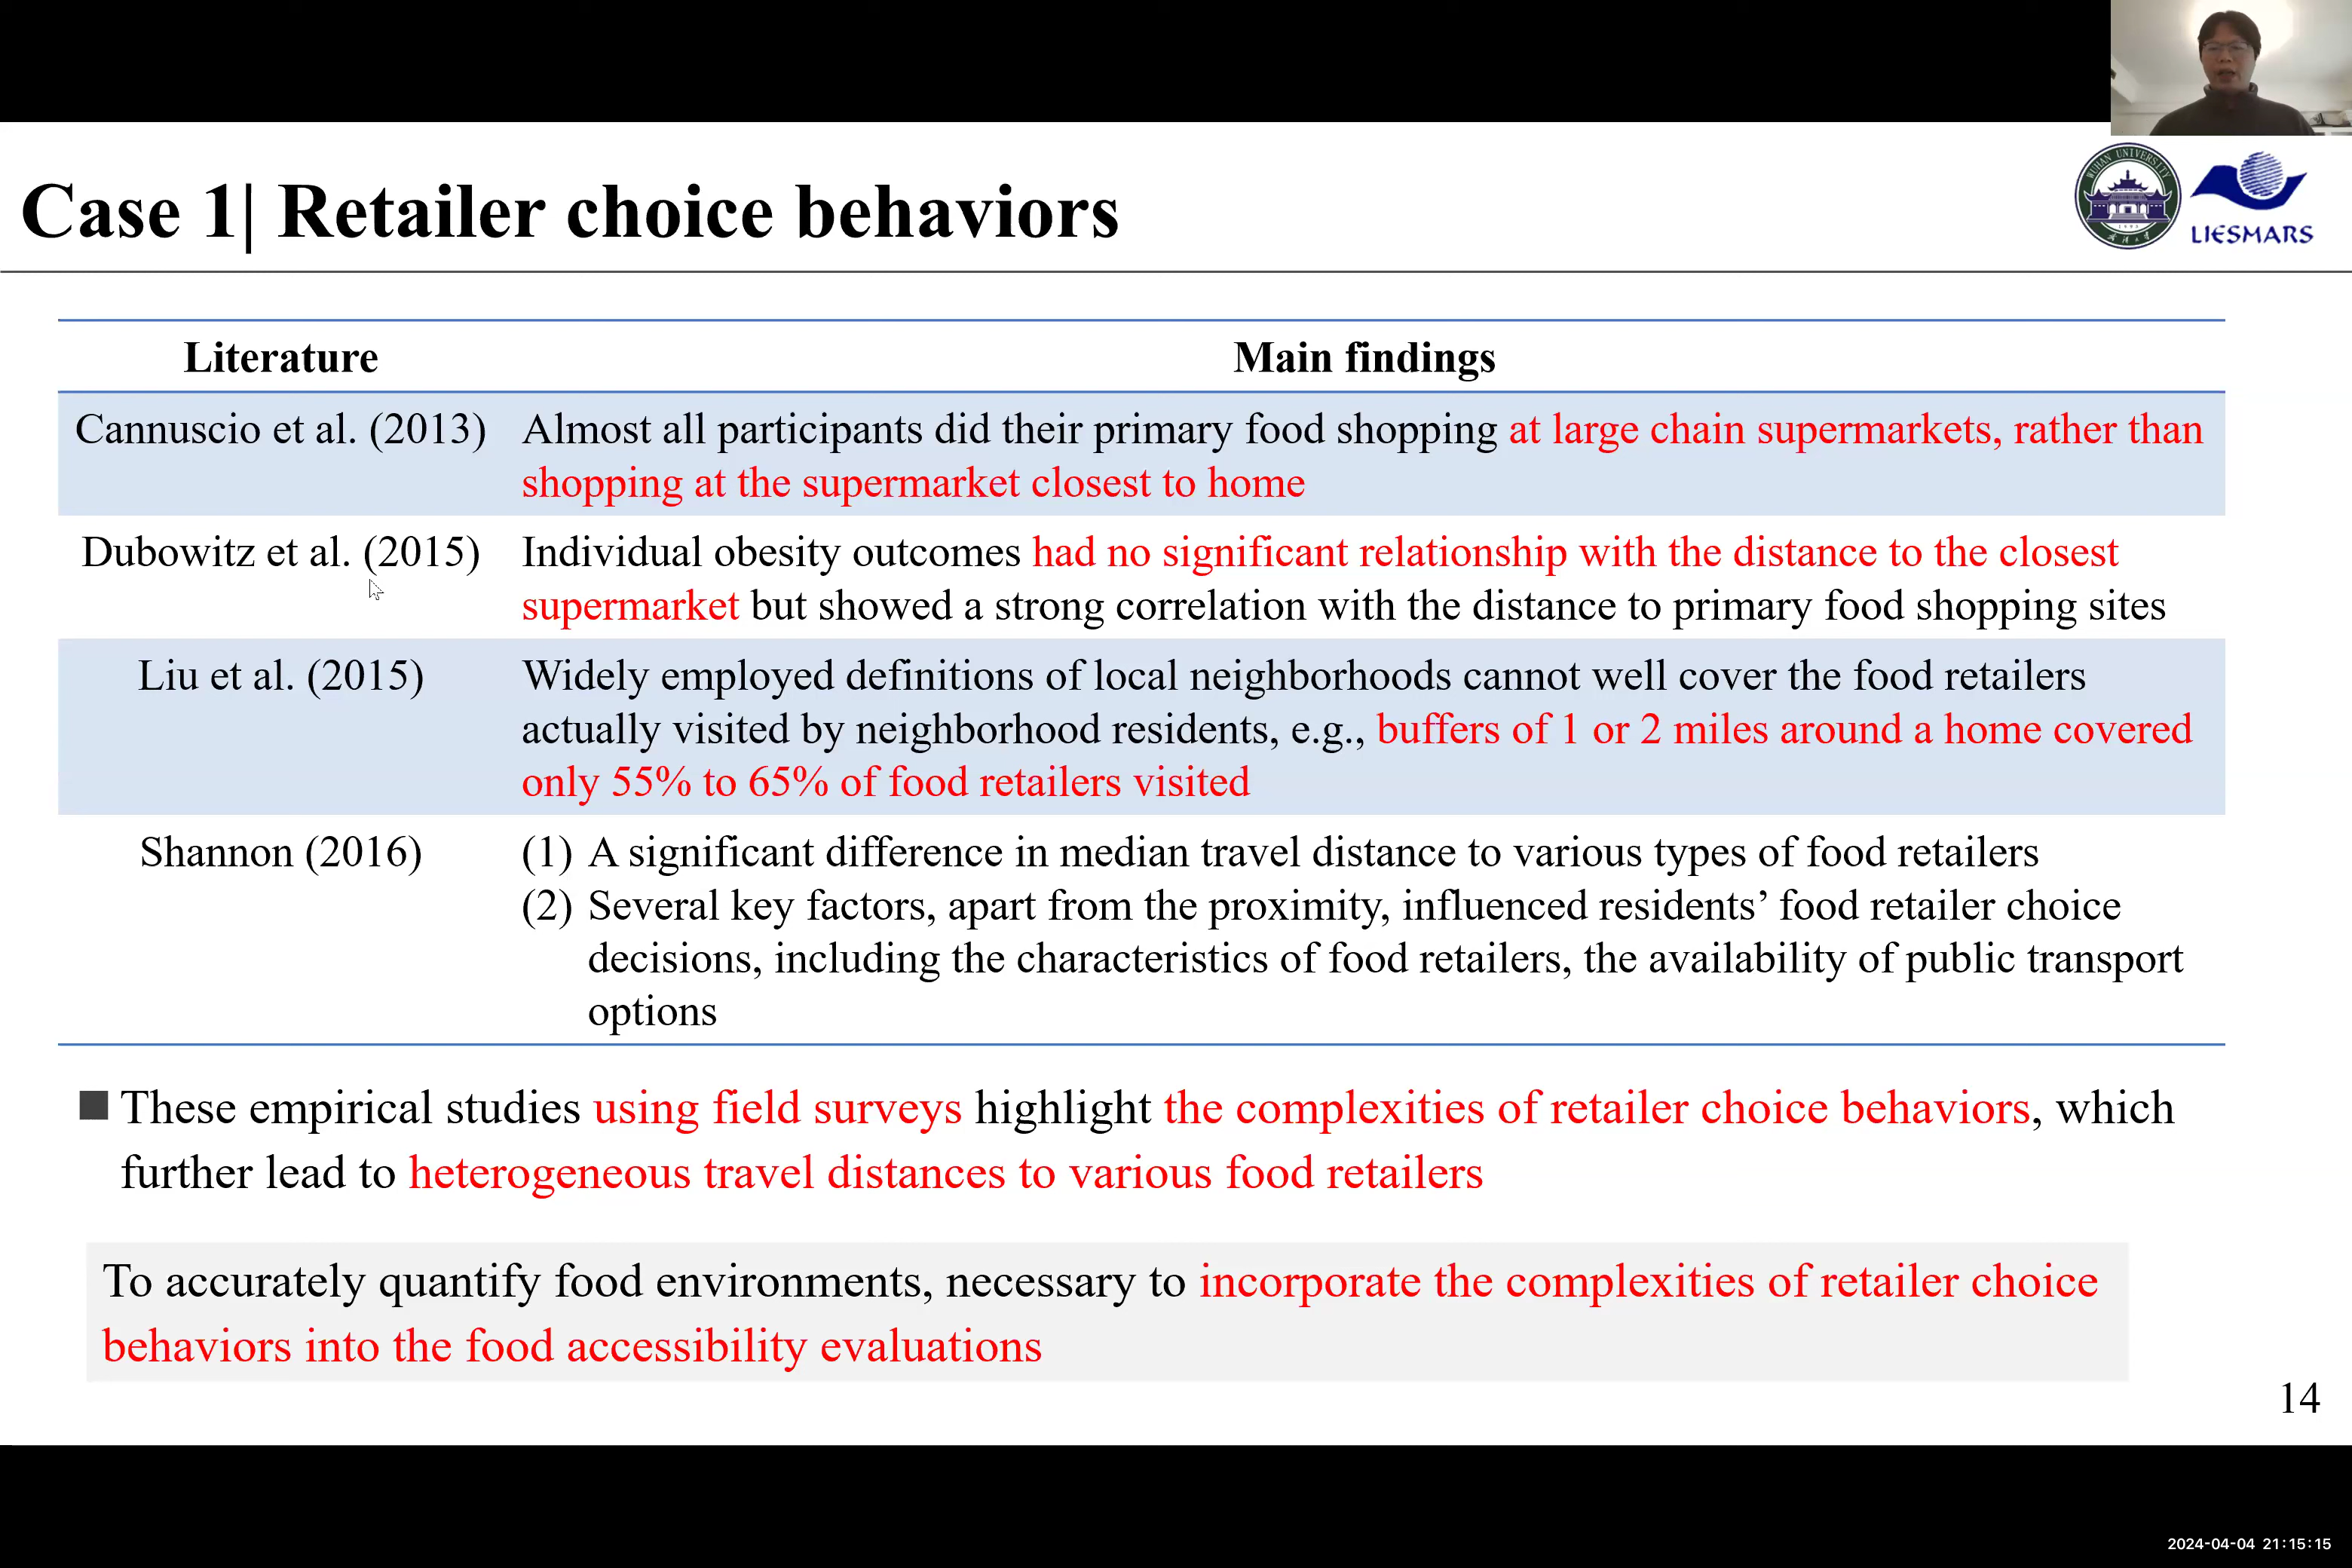 Case 1| Retailer choice behaviors
WUHAN UNIVERSITY
LIESMARS
Literature
Main findings
Cannuscio et al. (2013)
Almost all participants did their primary food shopping at large chain supermarkets, rather than
shopping at the supermarket closest to home
Dubowitz et al. (2015)
Individual obesity outcomes had no significant relationship with the distance to the closest
supermarket but showed a strong correlation with the distance to primary food shopping sites
Liu et al. (2015)
Widely employed definitions of local neighborhoods cannot well cover the food retailers
actually visited by neighborhood residents, e.g., buffers of 1 or 2 miles around a home covered
only 55% to 65% of food retailers visited
Shannon (2016)
(1) A significant difference in median travel distance to various types of food retailers
(2) Several key factors, apart from the proximity, influenced residents’ food retailer choice
decisions, including the characteristics of food retailers, the availability of public transport
options
These empirical studies using field surveys highlight the complexities of retailer choice behaviors, which
further lead to heterogeneous travel distances to various food retailers
To accurately quantify food environments, necessary to incorporate the complexities of retailer choice
behaviors into the food accessibility evaluations
14
2024-04-04 21:15:15